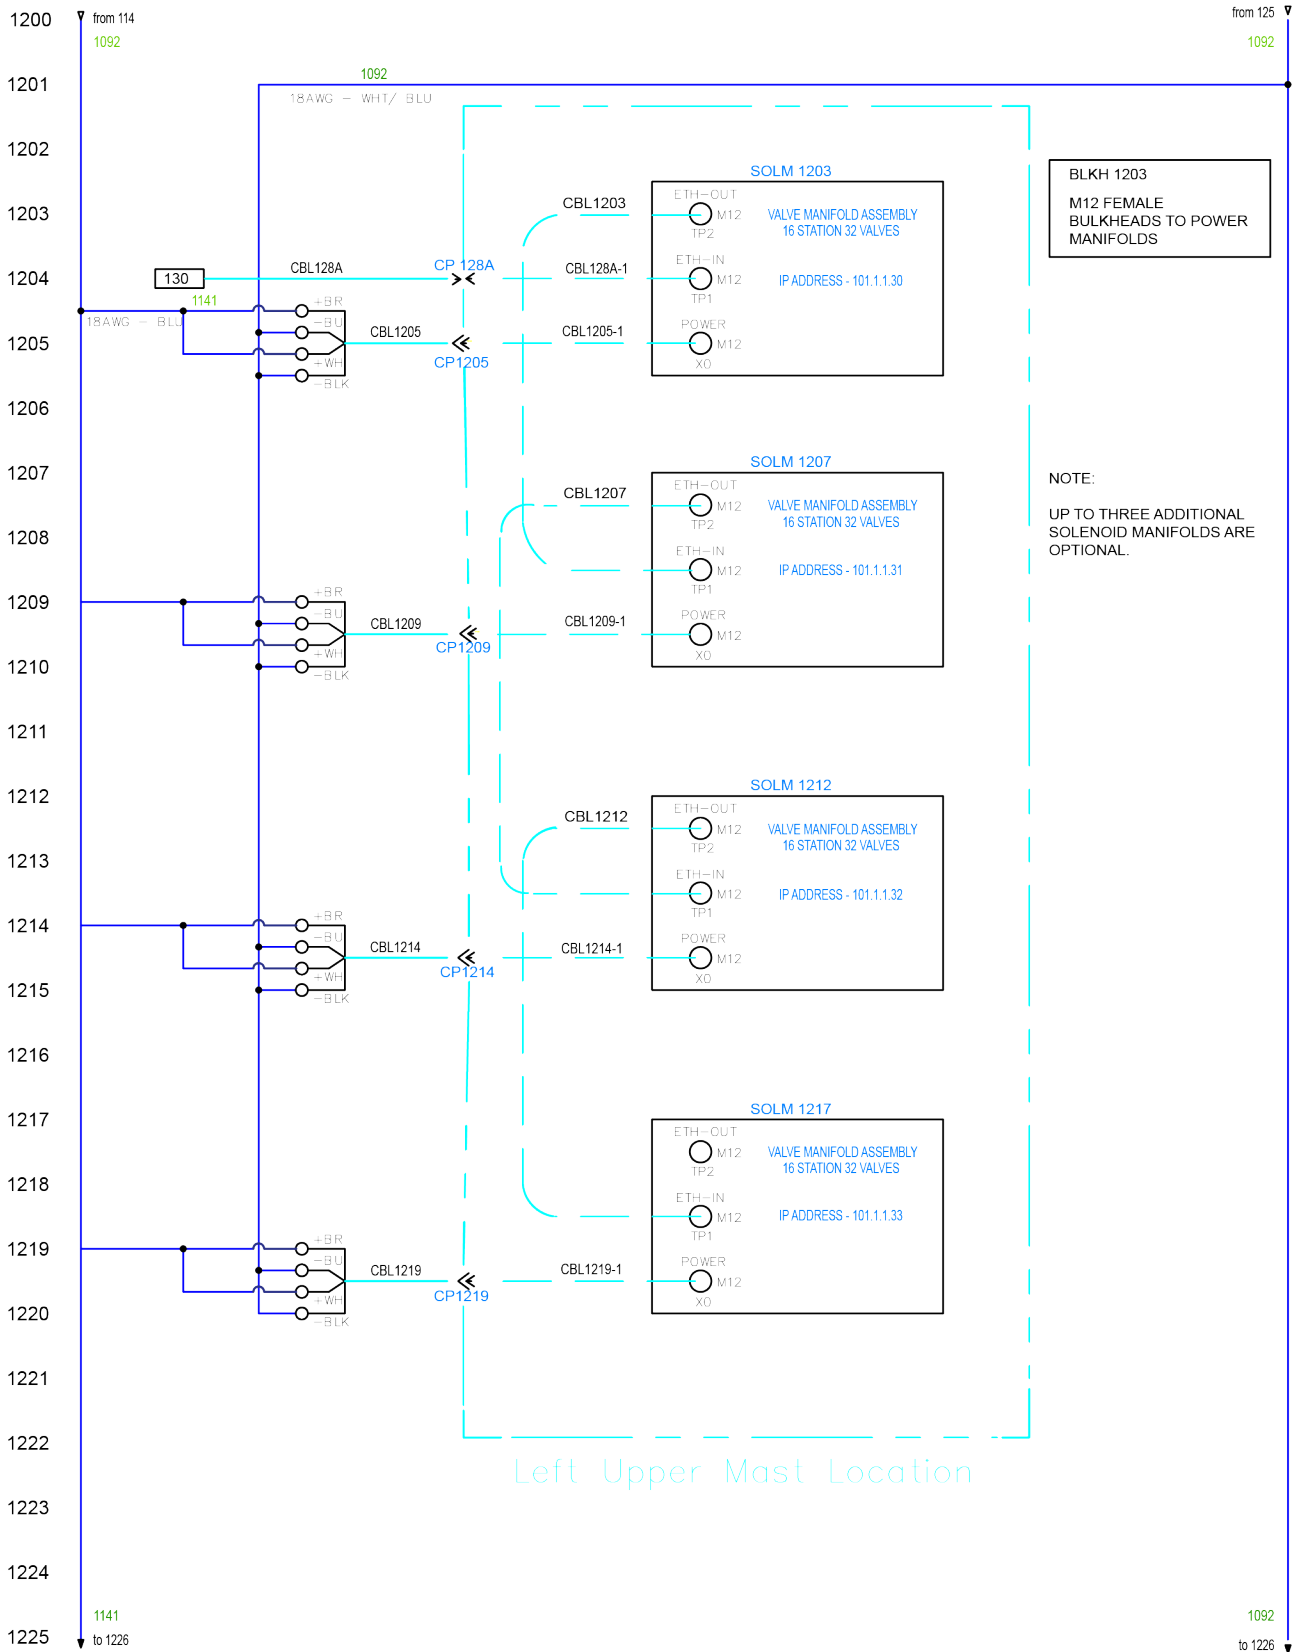 1200
from 114
from 125
1092
1092
1201
1092
18AWG - WHT/ BLU
1202
SOLM 1203
BLKH 1203
M12 FEMALE
BULKHEADS TO POWER
MANIFOLDS
ETH-OUT
1203
CBL1203
M12
VALVE MANIFOLD ASSEMBLY
16 STATION 32 VALVES
TP2
ETH-IN
1204
130
CBL128A
CP 128A
CBL128A-1
M12
IP ADDRESS - 101.1.1.30
TP1
1141
+BR
18AWG - BLU
-BU
POWER
1205
CBL1205
CBL1205-1
M12
+WH
CP1205
X0
-BLK
1206
SOLM 1207
1207
NOTE:
ETH-OUT
CBL1207
M12
VALVE MANIFOLD ASSEMBLY
16 STATION 32 VALVES
TP2
UP TO THREE ADDITIONAL
SOLENOID MANIFOLDS ARE
OPTIONAL.
1208
ETH-IN
M12
IP ADDRESS - 101.1.1.31
TP1
1209
+BR
-BU
POWER
CBL1209
CBL1209-1
M12
CP1209
+WH
X0
1210
-BLK
1211
SOLM 1212
1212
ETH-OUT
CBL1212
M12
VALVE MANIFOLD ASSEMBLY
16 STATION 32 VALVES
TP2
1213
ETH-IN
M12
IP ADDRESS - 101.1.1.32
TP1
1214
+BR
-BU
POWER
CBL1214
CBL1214-1
M12
CP1214
+WH
X0
1215
-BLK
1216
SOLM 1217
1217
ETH-OUT
M12
VALVE MANIFOLD ASSEMBLY
16 STATION 32 VALVES
TP2
1218
ETH-IN
M12
IP ADDRESS - 101.1.1.33
TP1
1219
+BR
-BU
POWER
CBL1219
CBL1219-1
M12
CP1219
+WH
X0
1220
-BLK
1221
1222
Left Upper Mast Location
1223
1224
1141
1092
1225
to 1226
to 1226